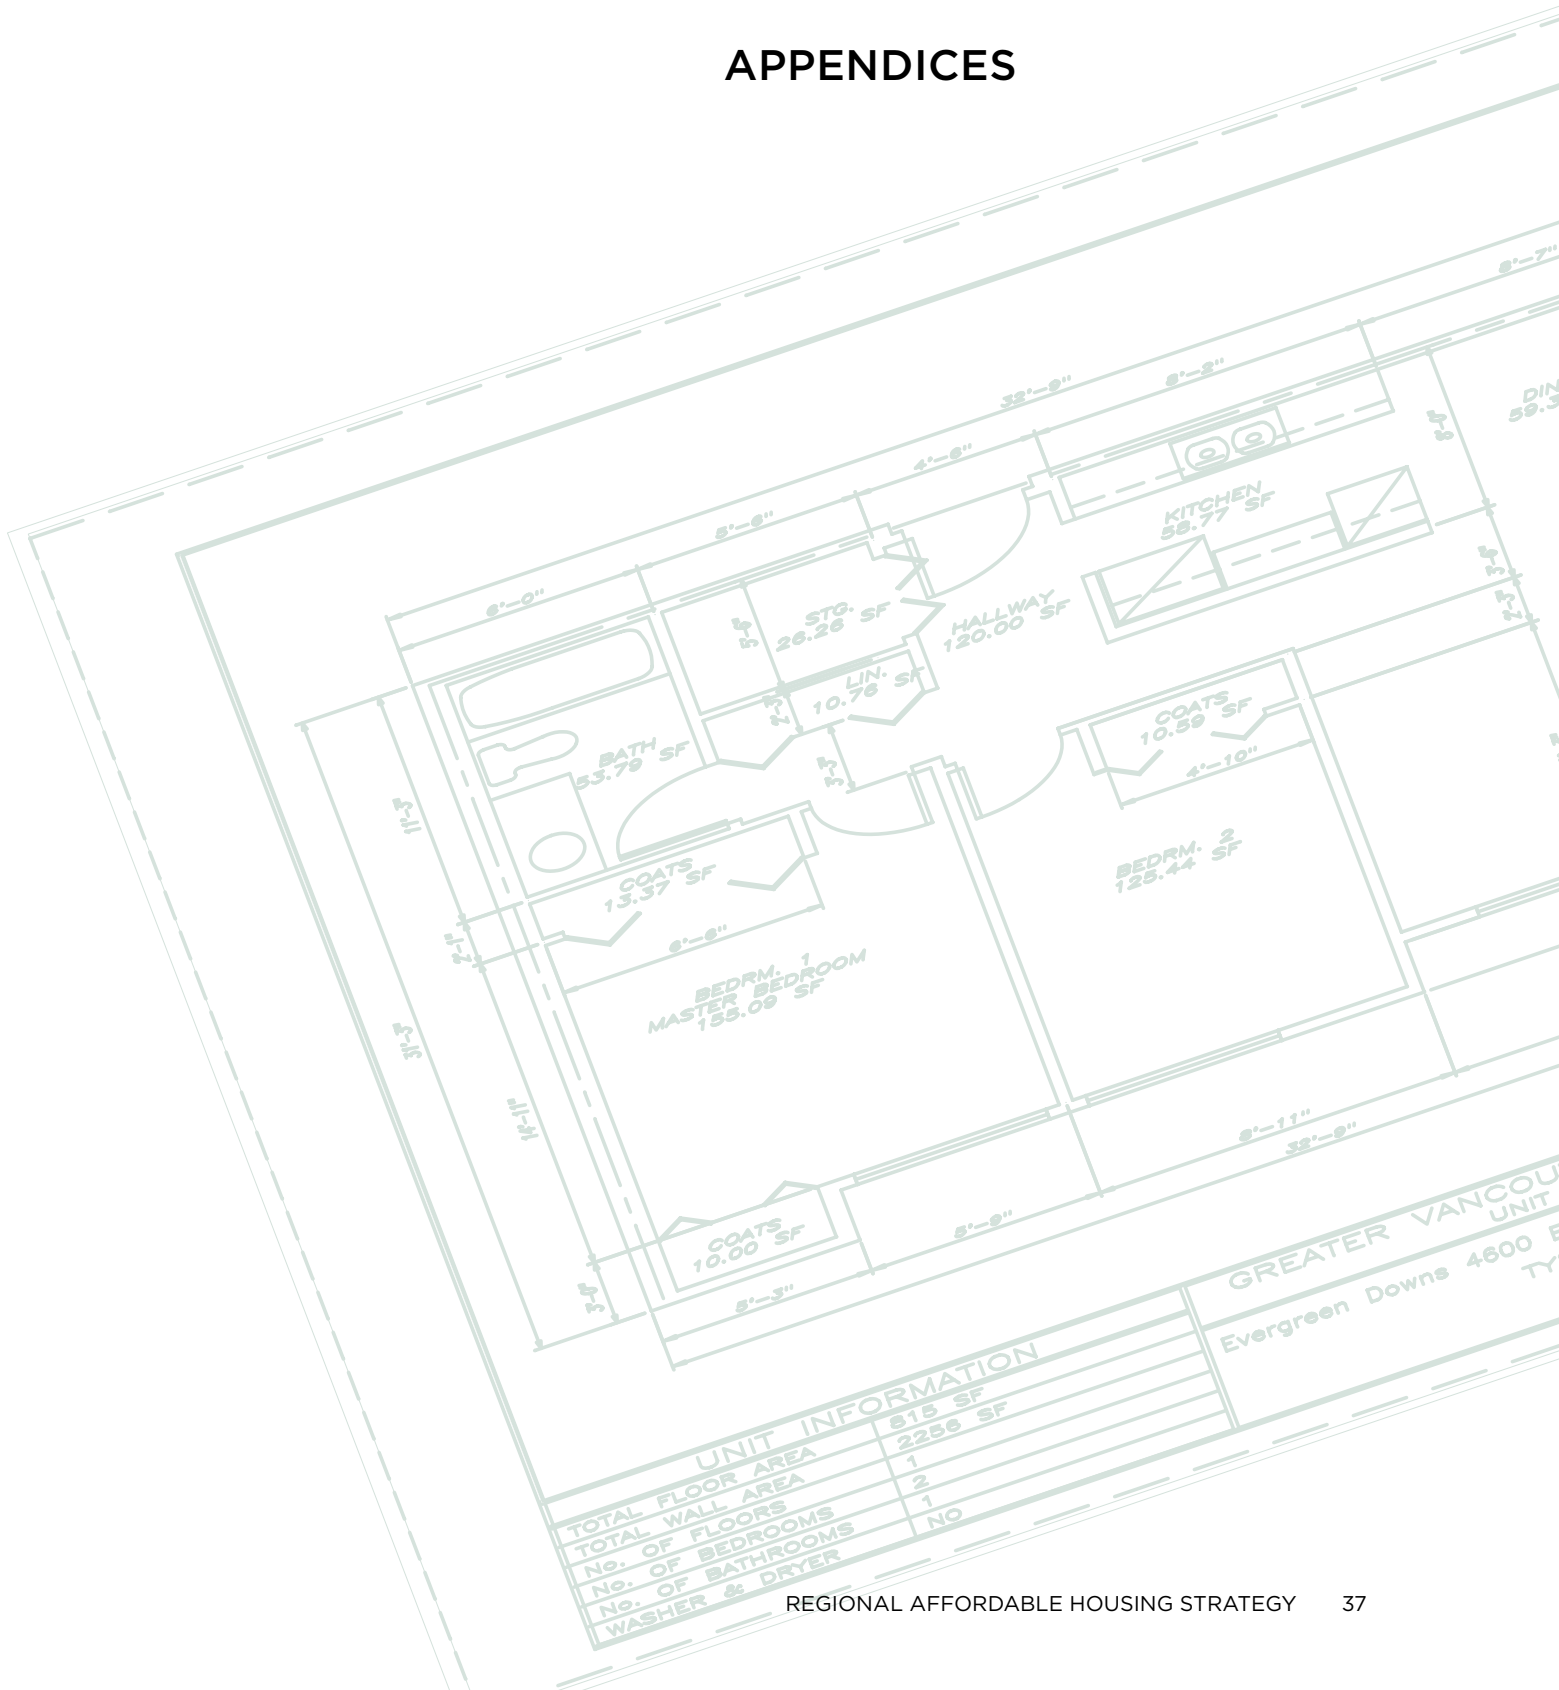 APPENDICES
8'-7"
32'-9"
8'-2"
4'-6"
5'-6"
6'-0"
KITCHEN
58.77 SF
STG.
26.26 SF
HALLWAY
120.00 SF
LIN.
10.76 SF
COATS
10.59 SF
4'-10"
BATH
53.79 SF
11'-3"
COATS
13.37 SF
6'-6"
BEDRM. 2
125.44 SF
2'-1"
BEDRM. 1
MASTER BEDROOM
155.09 SF
31'-3"
14'-11"
8'-11"
32'-9"
COATS
10.00 SF
5'-9"
3'-0"
5'-3"
GREATER
UNIT
Evergreen Downs 4600
UNIT INFORMATION
TOTAL FLOOR AREA 815 SF
TOTAL WALL AREA 2256 SF
No. OF FLOORS 1
No. OF BEDROOMS 2
No. OF BATHROOMS 1
WASHER & DRYER NO
REGIONAL AFFORDABLE HOUSING STRATEGY 37